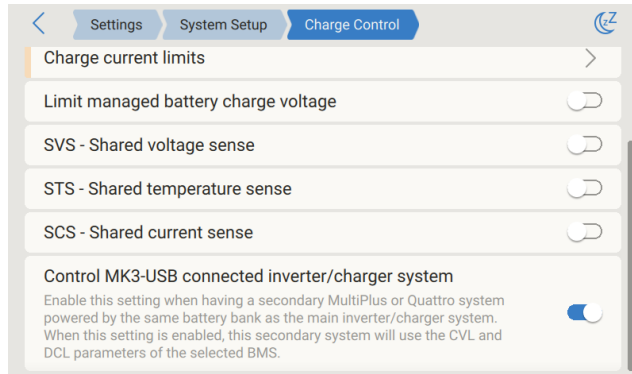 Settings System Setup Charge Control zZ
Charge current limits
Limit managed battery charge voltage
SVS - Shared voltage sense
STS - Shared temperature sense
SCS - Shared current sense
Control MK3-USB connected inverter/charger system
Enable this setting when having a secondary MultiPlus or Quattro system
powered by the same battery bank as the main inverter/charger system.
When this setting is enabled, this secondary system will use the CVL and
DCL parameters of the selected BMS.